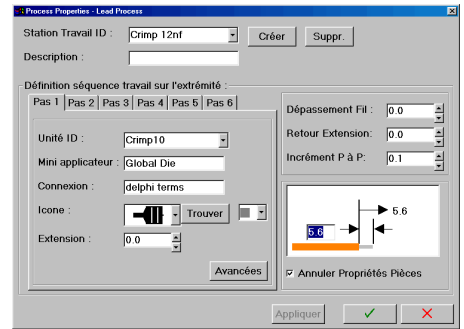 Process Properties - Lead Process
Station Travail ID : Crimp 12nf Créer Suppr.
Description :
Définition séquence travail sur l'extrémité :
Pas 1 Pas 2 Pas 3 Pas 4 Pas 5 Pas 6
Unité ID : Crimp10
Mini applicateur : Global Die
Connexion : delphi terms
Icone : Trouver
Extension : 0.0
Avancées
Dépassement Fil : 0.0
Retour Extension: 0.0
Incrément P à P: 0.1
5.6
5.6
Annuler Propriétés Pièces
Appliquer